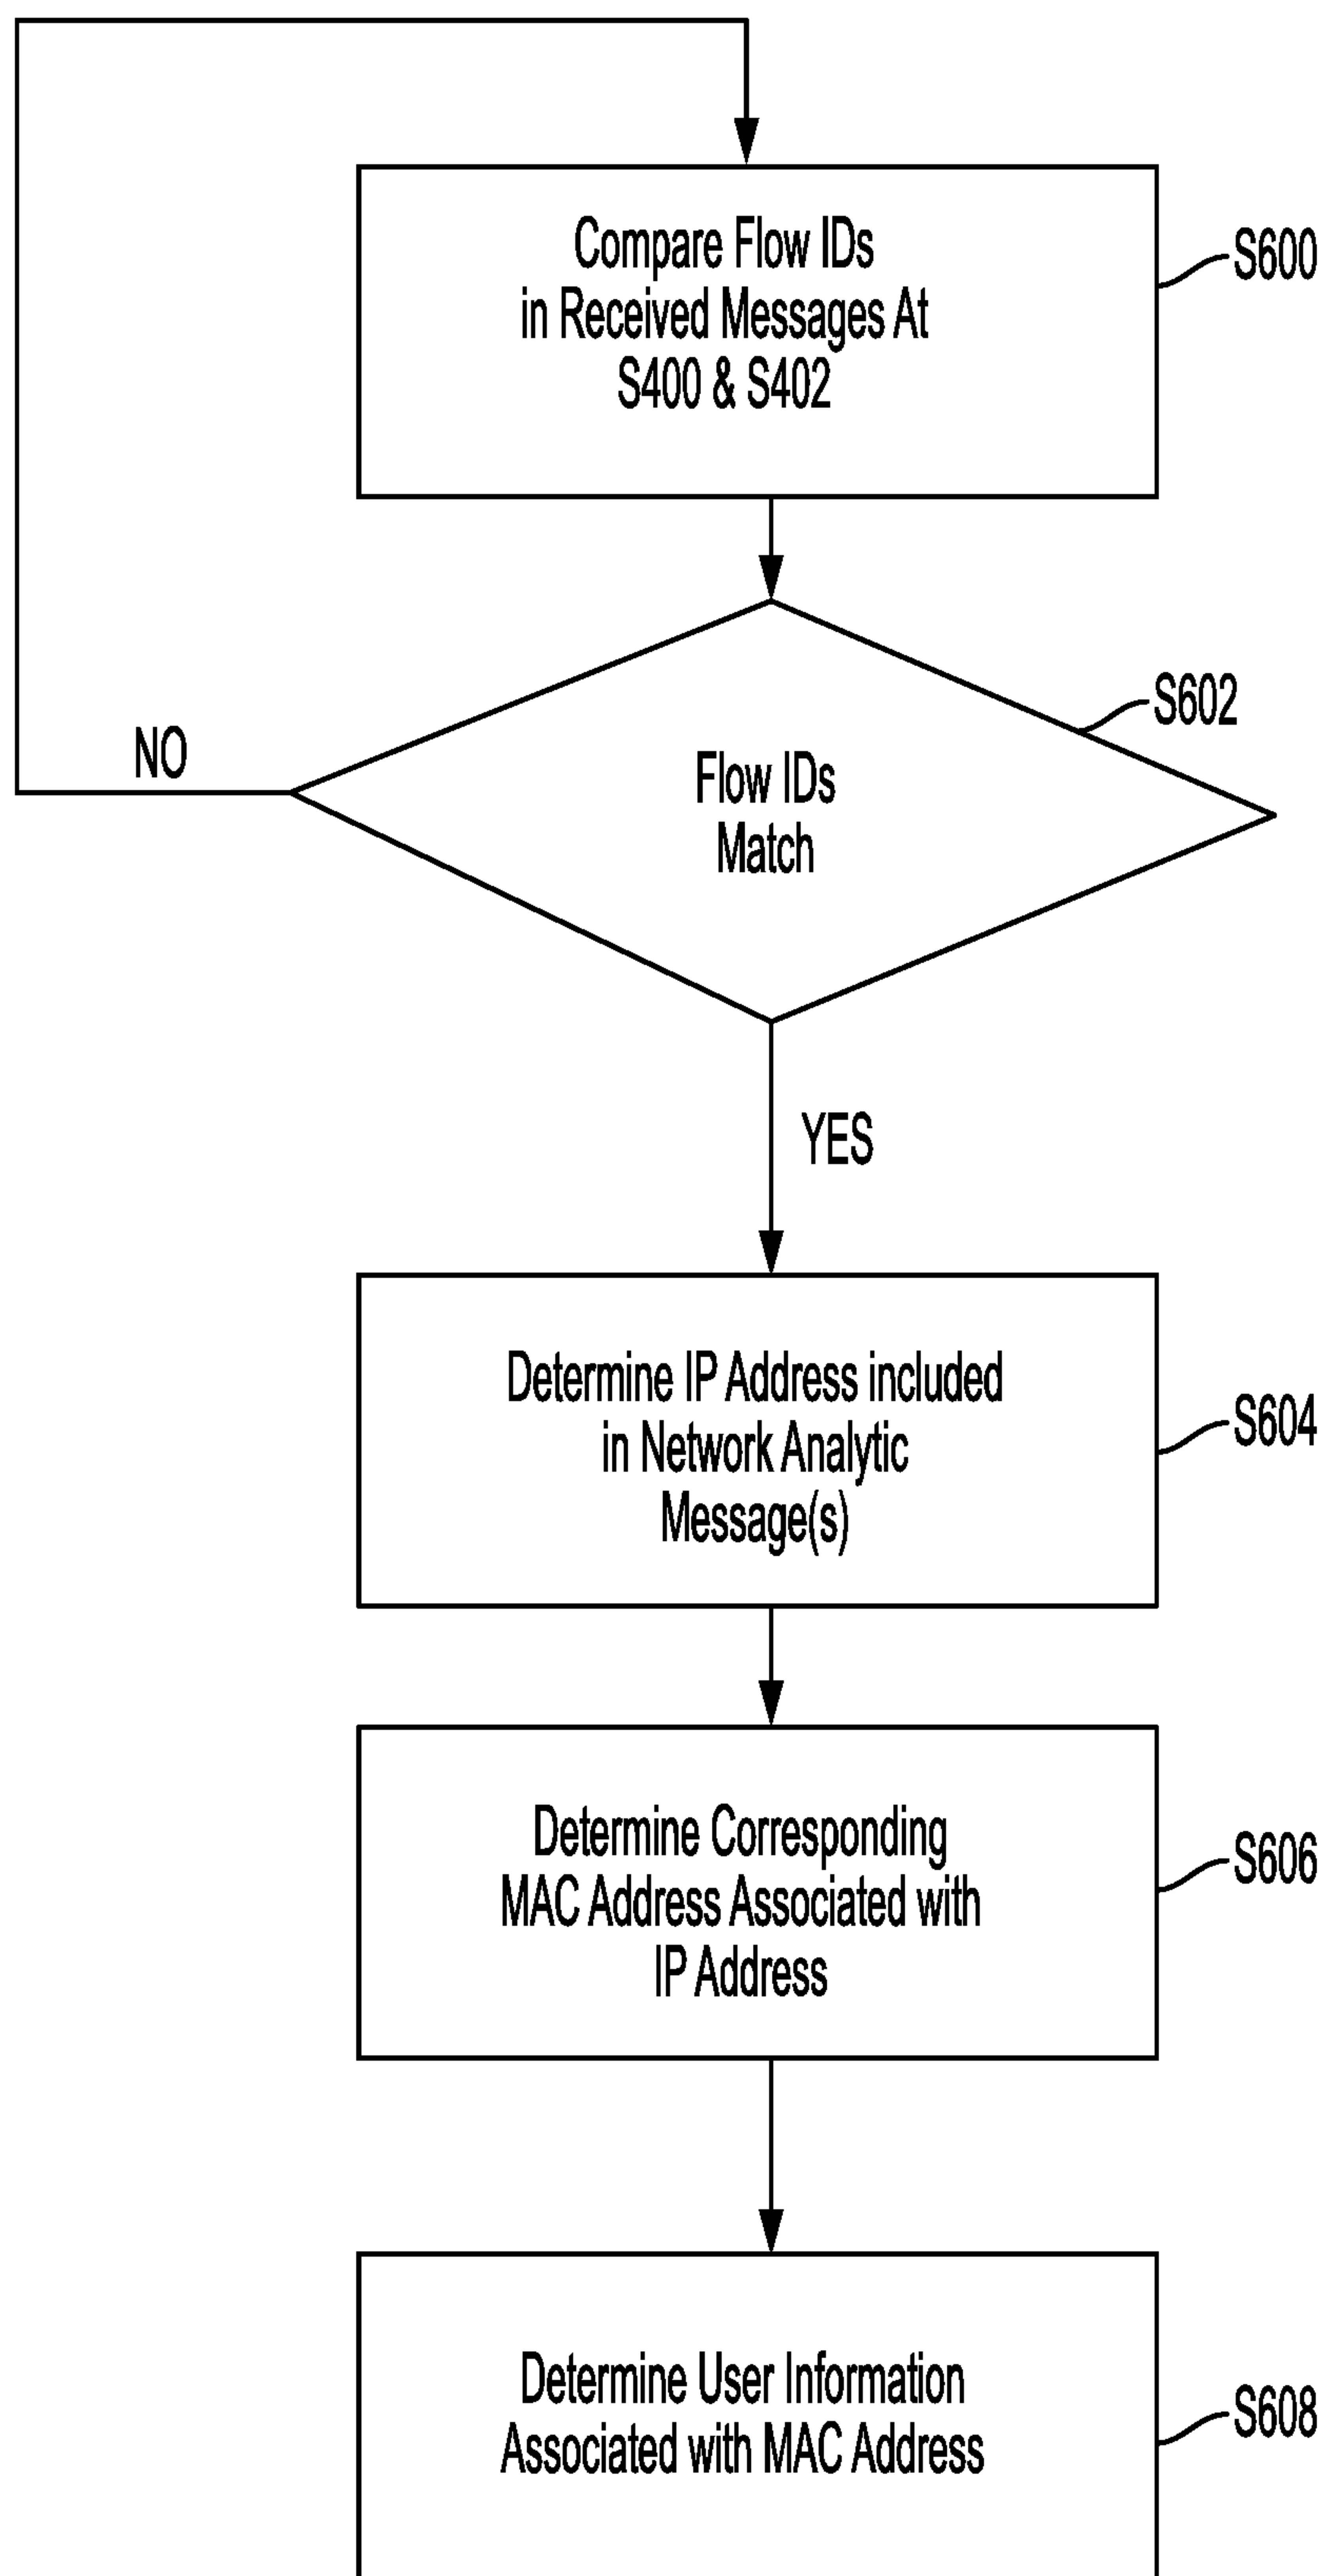 Compare Flow IDs
in Received Messages At
S400 & S402
S600
S602
NO
Flow IDs
Match
YES
Determine IP Address included
in Network Analytic
Message(s)
S604
Determine Corresponding
MAC Address Associated with
IP Address
S606
Determine User Information
Associated with MAC Address
S608